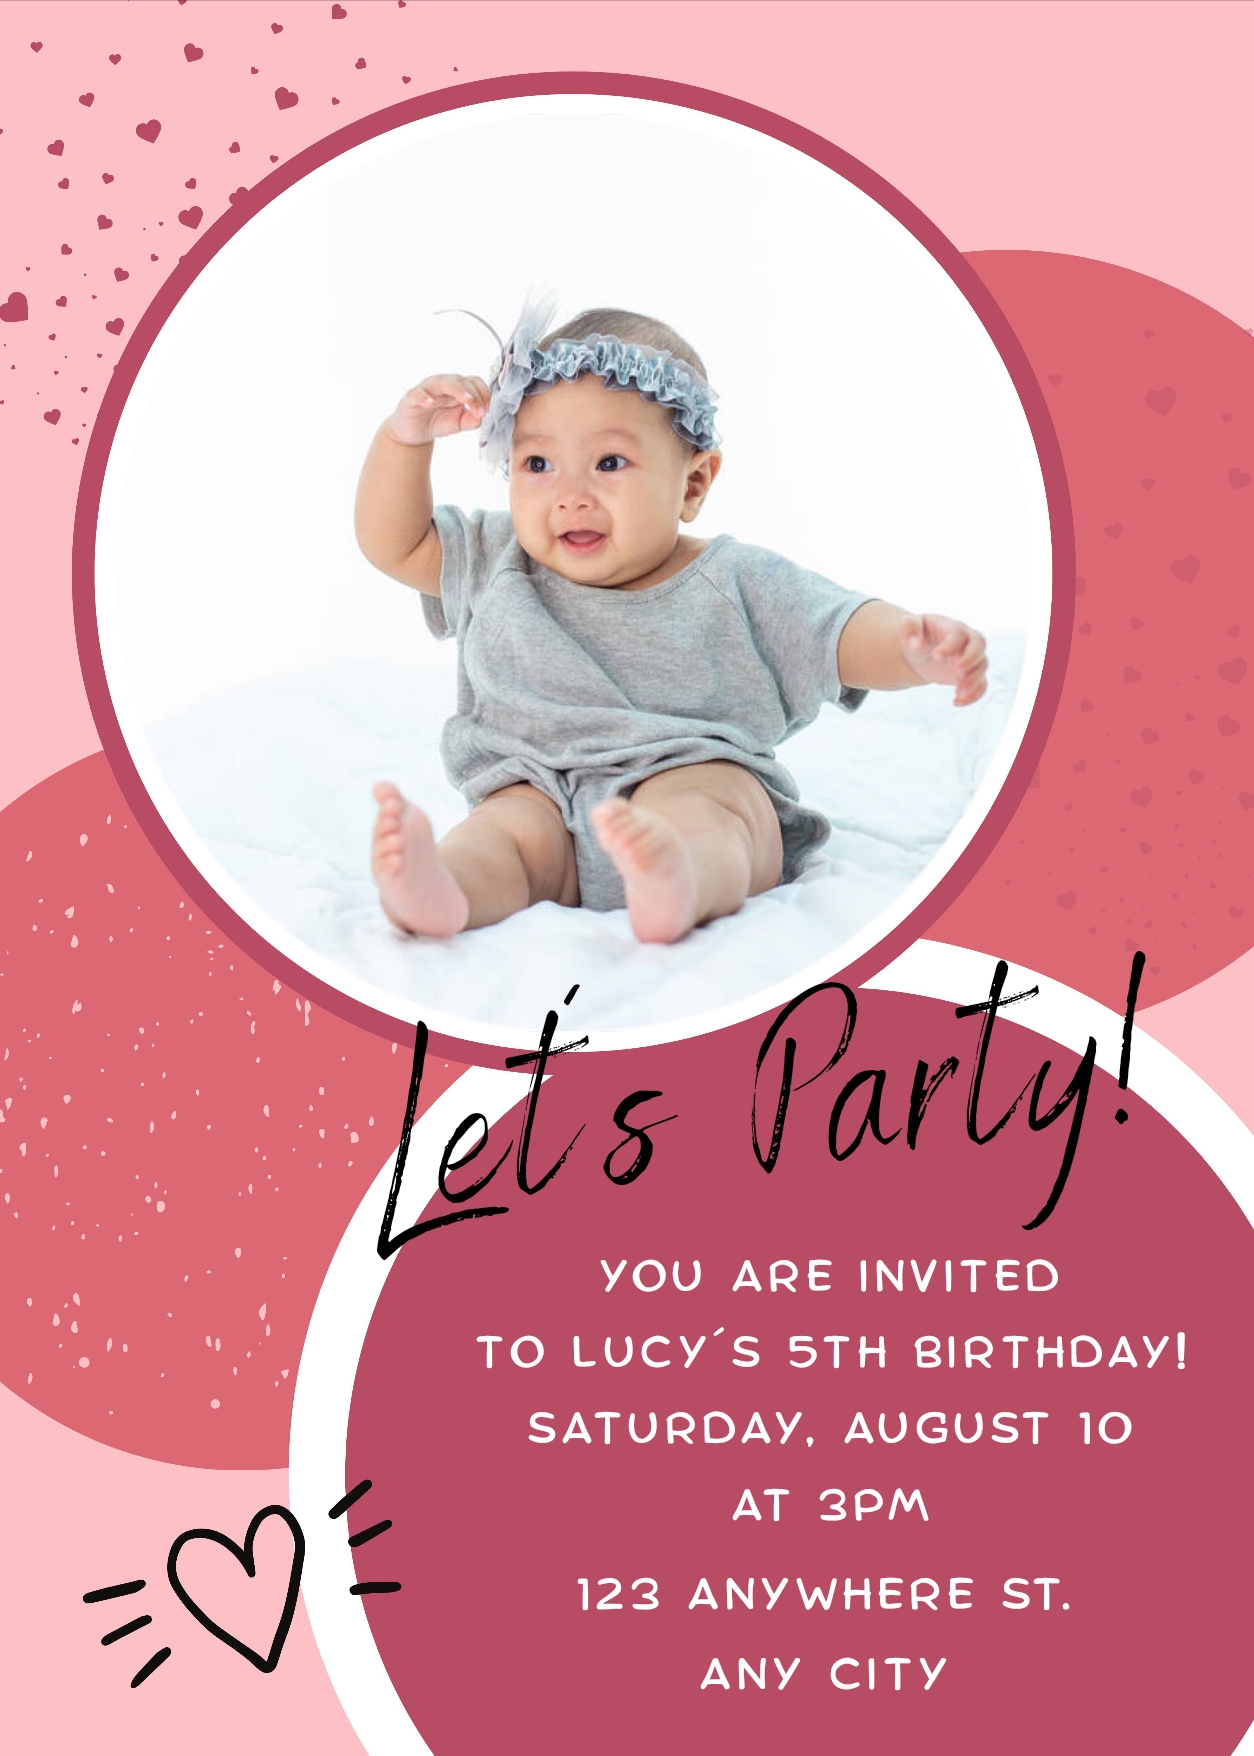 Let's Party!
YOU ARE INVITED
TO LUCY´S 5TH BIRTHDAY!
SATURDAY, AUGUST 10
AT 3PM
123 ANYWHERE ST.
ANY CITY